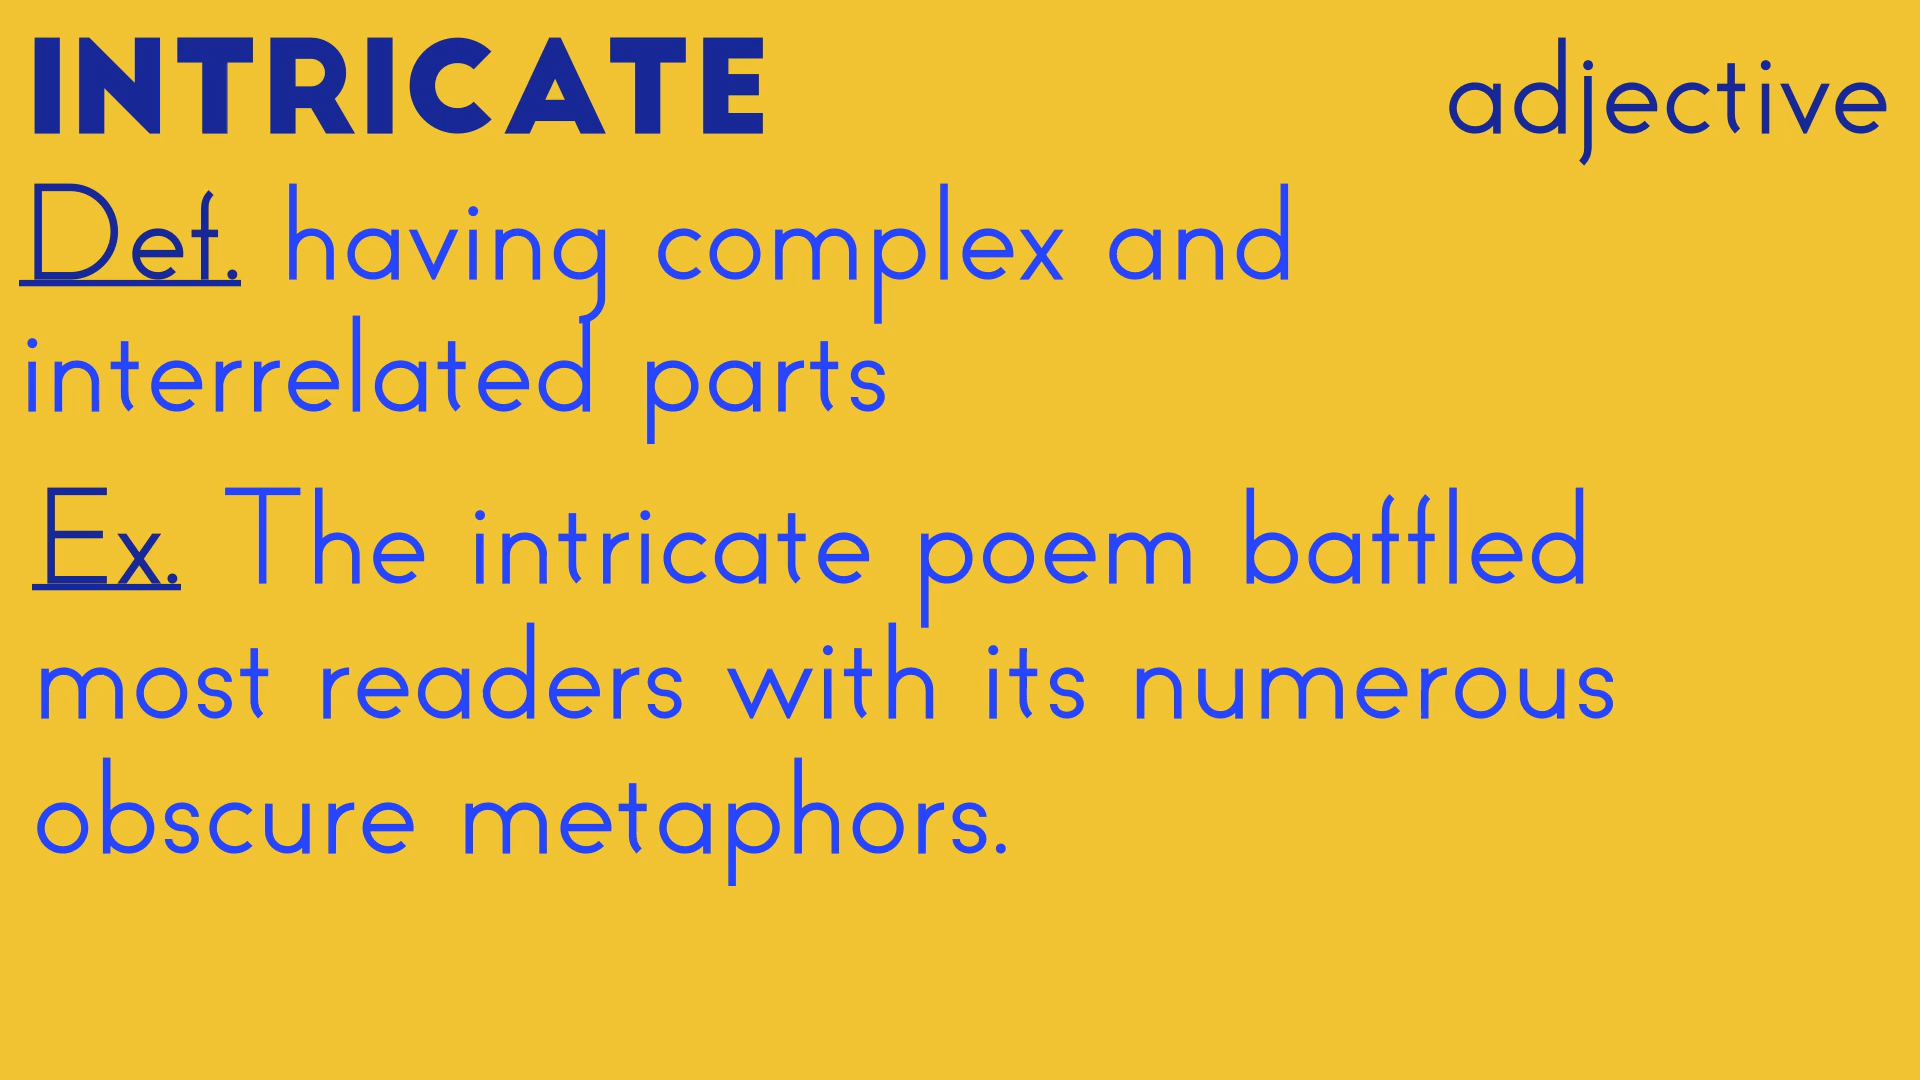 INTRICATE adjective
Def. having complex and
interrelated parts
Ex. The intricate poem baffled
most readers with its numerous
obscure metaphors.